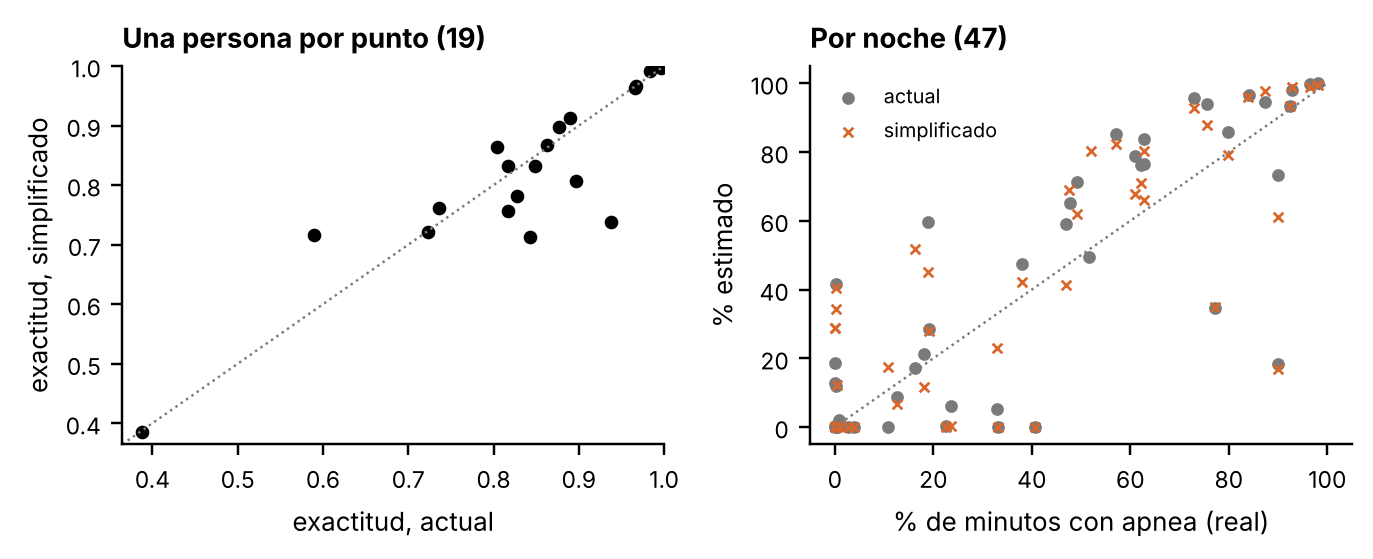 Una persona por punto (19)
exactitud, simplificado
1.0
0.9
0.8
0.7
0.6
0.5
0.4
0.4 0.5 0.6 0.7 0.8 0.9 1.0
exactitud, actual
Por noche (47)
% estimado
100
80
60
40
20
0
actual
simplificado
0 20 40 60 80 100
% de minutos con apnea (real)